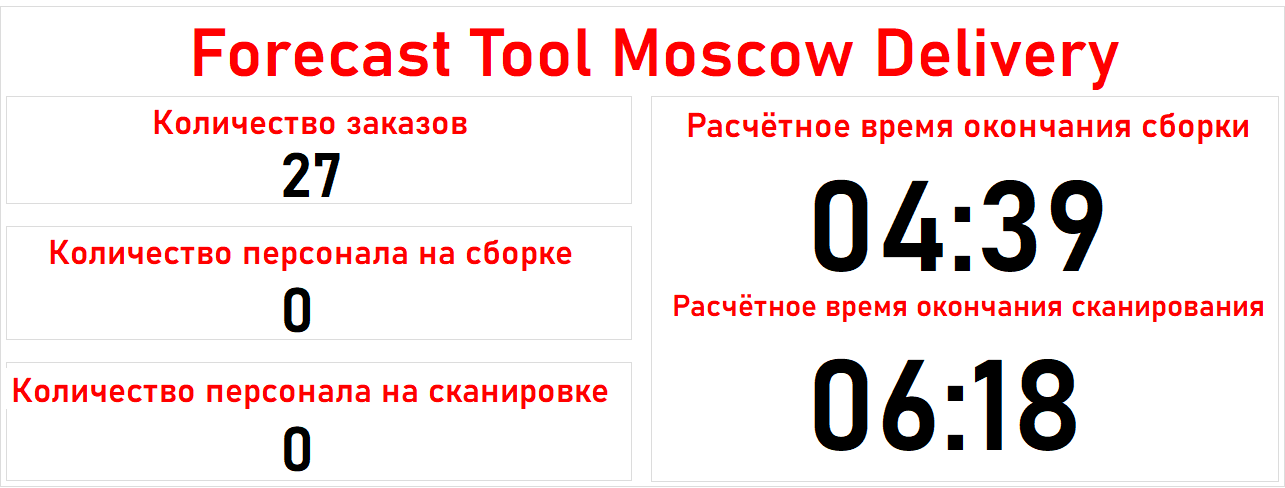 Forecast Tool Moscow Delivery
Количество заказов
27
Количество персонала на сборке
0
Количество персонала на сканировке
0
Расчётное время окончания сборки
04:39
Расчётное время окончания сканирования
06:18